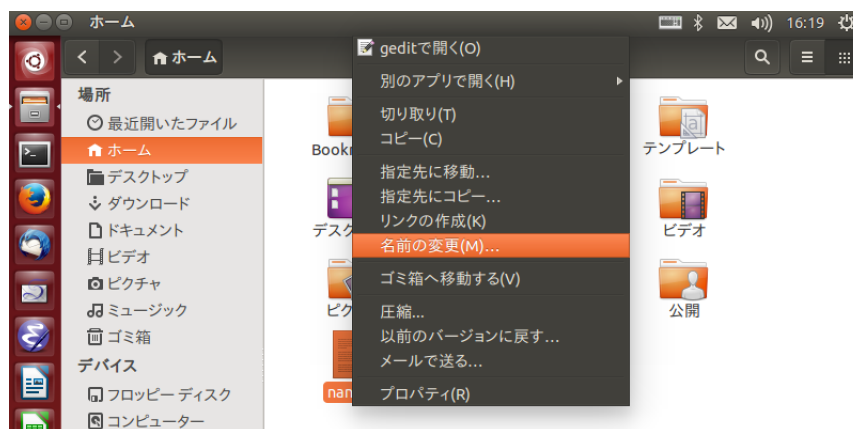 ホーム
16:19
ホーム
場所
最近開いたファイル
ホーム
デスクトップ
ダウンロード
ドキュメント
ビデオ
ピクチャ
ミュージック
ゴミ箱
デバイス
フロッピー ディスク
コンピューター
geditで開く(O)
別のアプリで開く(H)
切り取り(T)
コピー(C)
指定先に移動...
指定先にコピー...
リンクの作成(K)
名前の変更(M)...
ゴミ箱へ移動する(V)
圧縮...
以前のバージョンに戻す...
メールで送る...
プロパティ(R)
テンプレート
ビデオ
公開